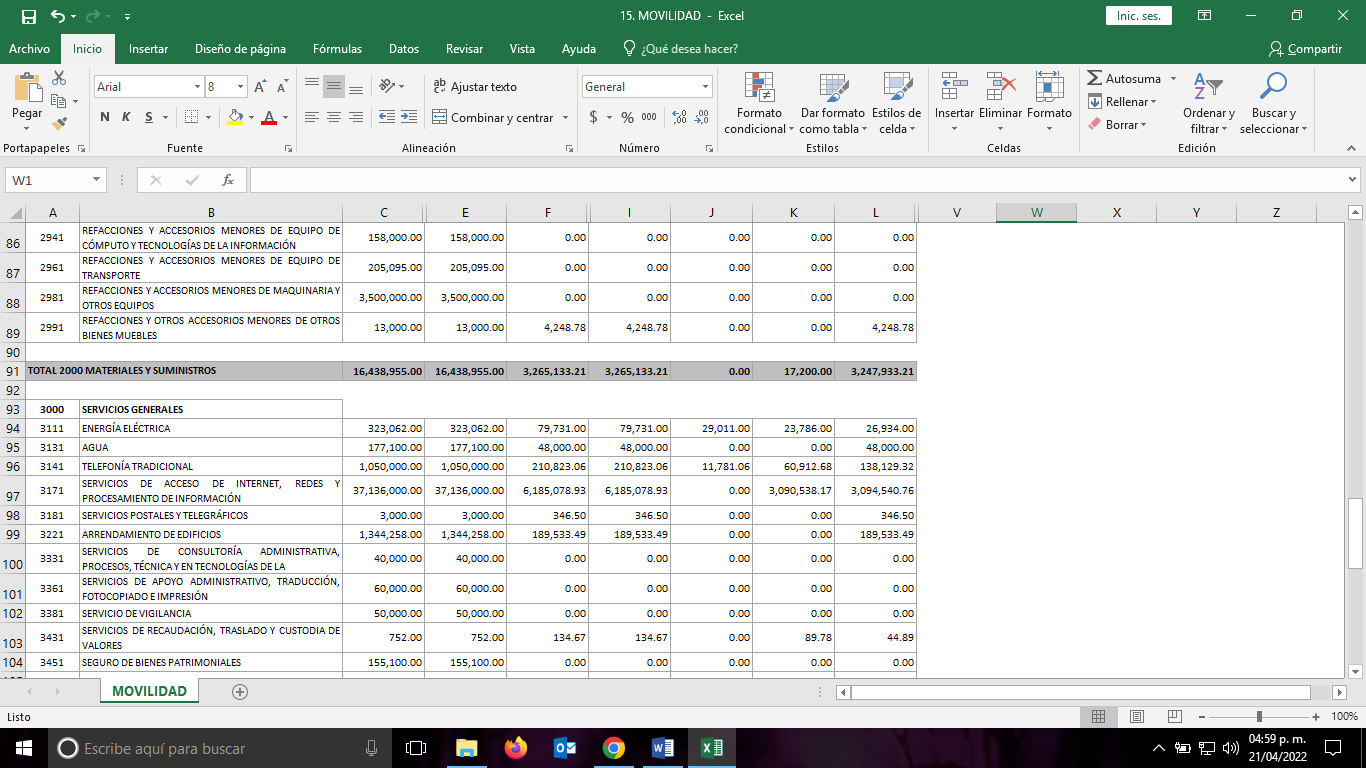 15. MOVILIDAD - Excel
Inic. ses.
Archivo Inicio Insertar Diseño de página Fórmulas Datos Revisar Vista Ayuda ¿Qué desea hacer? Compartir
Pegar
Arial 8
N K S
Ajustar texto
Combinar y centrar
General
$ % 000
Formato condicional
Dar formato como tabla
Estilos de celda
Insertar Eliminar Formato
Autosuma
Rellenar
Borrar
Ordenar y filtrar
Buscar y seleccionar
Portapapeles Fuente Alineación Número Estilos Celdas Edición
W1 fx
A B C E F I J K L V W X Y Z
86 2941 REFACCIONES Y ACCESORIOS MENORES DE EQUIPO DE 158,000.00 158,000.00 0.00 0.00 0.00 0.00 0.00
CÓMPUTO Y TECNOLOGÍAS DE LA INFORMACIÓN
87 2961 REFACCIONES Y ACCESORIOS MENORES DE EQUIPO DE 205,095.00 205,095.00 0.00 0.00 0.00 0.00 0.00
TRANSPORTE
88 2981 REFACCIONES Y ACCESORIOS MENORES DE MAQUINARIA Y 3,500,000.00 3,500,000.00 0.00 0.00 0.00 0.00 0.00
OTROS EQUIPOS
89 2991 REFACCIONES Y OTROS ACCESORIOS MENORES DE OTROS 13,000.00 13,000.00 4,248.78 4,248.78 0.00 0.00 4,248.78
BIENES MUEBLES
90
91 TOTAL 2000 MATERIALES Y SUMINISTROS 16,438,955.00 16,438,955.00 3,265,133.21 3,265,133.21 0.00 17,200.00 3,247,933.21
92
93 3000 SERVICIOS GENERALES
94 3111 ENERGÍA ELÉCTRICA 323,062.00 323,062.00 79,731.00 79,731.00 29,011.00 23,786.00 26,934.00
95 3131 AGUA 177,100.00 177,100.00 48,000.00 48,000.00 0.00 0.00 48,000.00
96 3141 TELEFONÍA TRADICIONAL 1,050,000.00 1,050,000.00 210,823.06 210,823.06 11,781.06 60,912.68 138,129.32
97 3171 SERVICIOS DE ACCESO DE INTERNET, REDES Y 37,136,000.00 37,136,000.00 6,185,078.93 6,185,078.93 0.00 3,090,538.17 3,094,540.76
PROCESAMIENTO DE INFORMACIÓN
98 3181 SERVICIOS POSTALES Y TELEGRÁFICOS 3,000.00 3,000.00 346.50 346.50 0.00 0.00 346.50
99 3221 ARRENDAMIENTO DE EDIFICIOS 1,344,258.00 1,344,258.00 189,533.49 189,533.49 0.00 0.00 189,533.49
100 3331 SERVICIOS DE CONSULTORÍA ADMINISTRATIVA, 40,000.00 40,000.00 0.00 0.00 0.00 0.00 0.00
PROCESOS, TÉCNICA Y EN TECNOLOGÍAS DE LA
101 3361 SERVICIOS DE APOYO ADMINISTRATIVO, TRADUCCIÓN, 60,000.00 60,000.00 0.00 0.00 0.00 0.00 0.00
FOTOCOPIADO E IMPRESIÓN
102 3381 SERVICIO DE VIGILANCIA 50,000.00 50,000.00 0.00 0.00 0.00 0.00 0.00
103 3431 SERVICIOS DE RECAUDACIÓN, TRASLADO Y CUSTODIA DE 752.00 752.00 134.67 134.67 0.00 89.78 44.89
VALORES
104 3451 SEGURO DE BIENES PATRIMONIALES 155,100.00 155,100.00 0.00 0.00 0.00 0.00 0.00
MOVILIDAD
Listo 100%
Escribe aquí para buscar
04:59 p. m.
21/04/2022